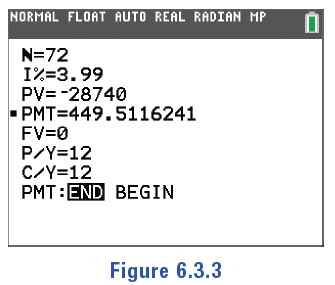 NORMAL FLOAT AUTO REAL RADIAN MP
N=72
I%=3.99
PV=-28740
▪PMT=449.5116241
FV=0
P/Y=12
C/Y=12
PMT:END BEGIN
Figure 6.3.3